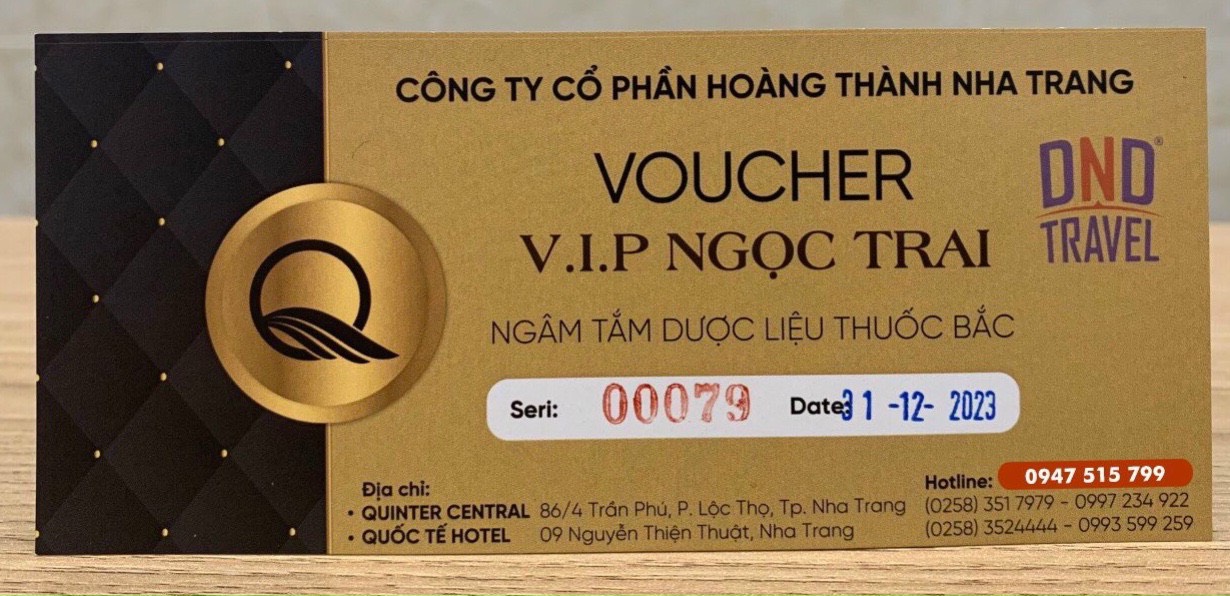 CÔNG TY CỔ PHẦN HOÀNG THÀNH NHA TRANG
VOUCHER
V.I.P NGỌC TRAI
DND®
TRAVEL
NGÂM TẮM DƯỢC LIỆU THUỐC BẮC
Seri: 00079 Date: 31 -12- 2023
Địa chỉ:
• QUINTER CENTRAL 86/4 Trần Phú, P. Lộc Thọ, Tp. Nha Trang
• QUỐC TẾ HOTEL 09 Nguyễn Thiện Thuật, Nha Trang
Hotline: 0947 515 799
(0258) 351 7979 - 0997 234 922
(0258) 3524444 - 0993 599 259